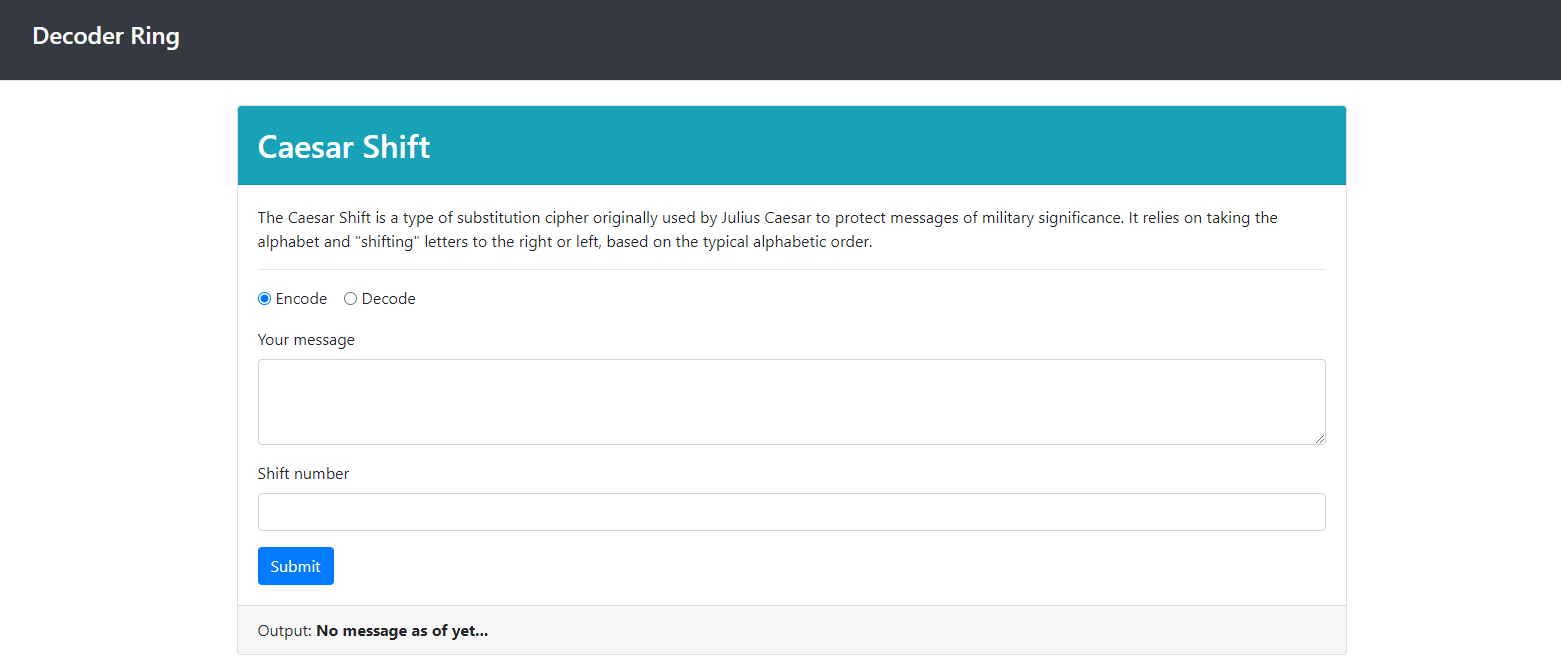 Decoder Ring
Caesar Shift
The Caesar Shift is a type of substitution cipher originally used by Julius Caesar to protect messages of military significance. It relies on taking the
alphabet and "shifting" letters to the right or left, based on the typical alphabetic order.
Encode Decode
Your message
Shift number
Submit
Output: No message as of yet...